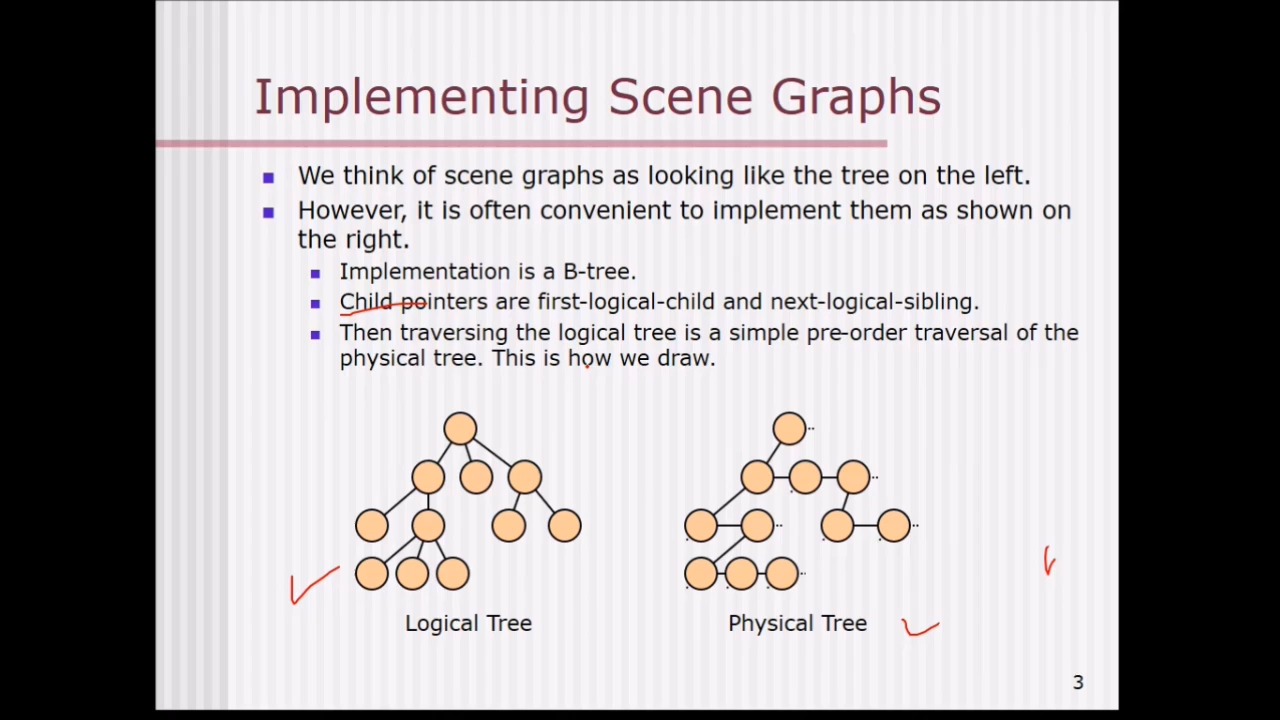 Implementing Scene Graphs
We think of scene graphs as looking like the tree on the left.
However, it is often convenient to implement them as shown on
the right.
Implementation is a B-tree.
Child pointers are first-logical-child and next-logical-sibling.
Then traversing the logical tree is a simple pre-order traversal of the
physical tree. This is how we draw.
Logical Tree
Physical Tree
3